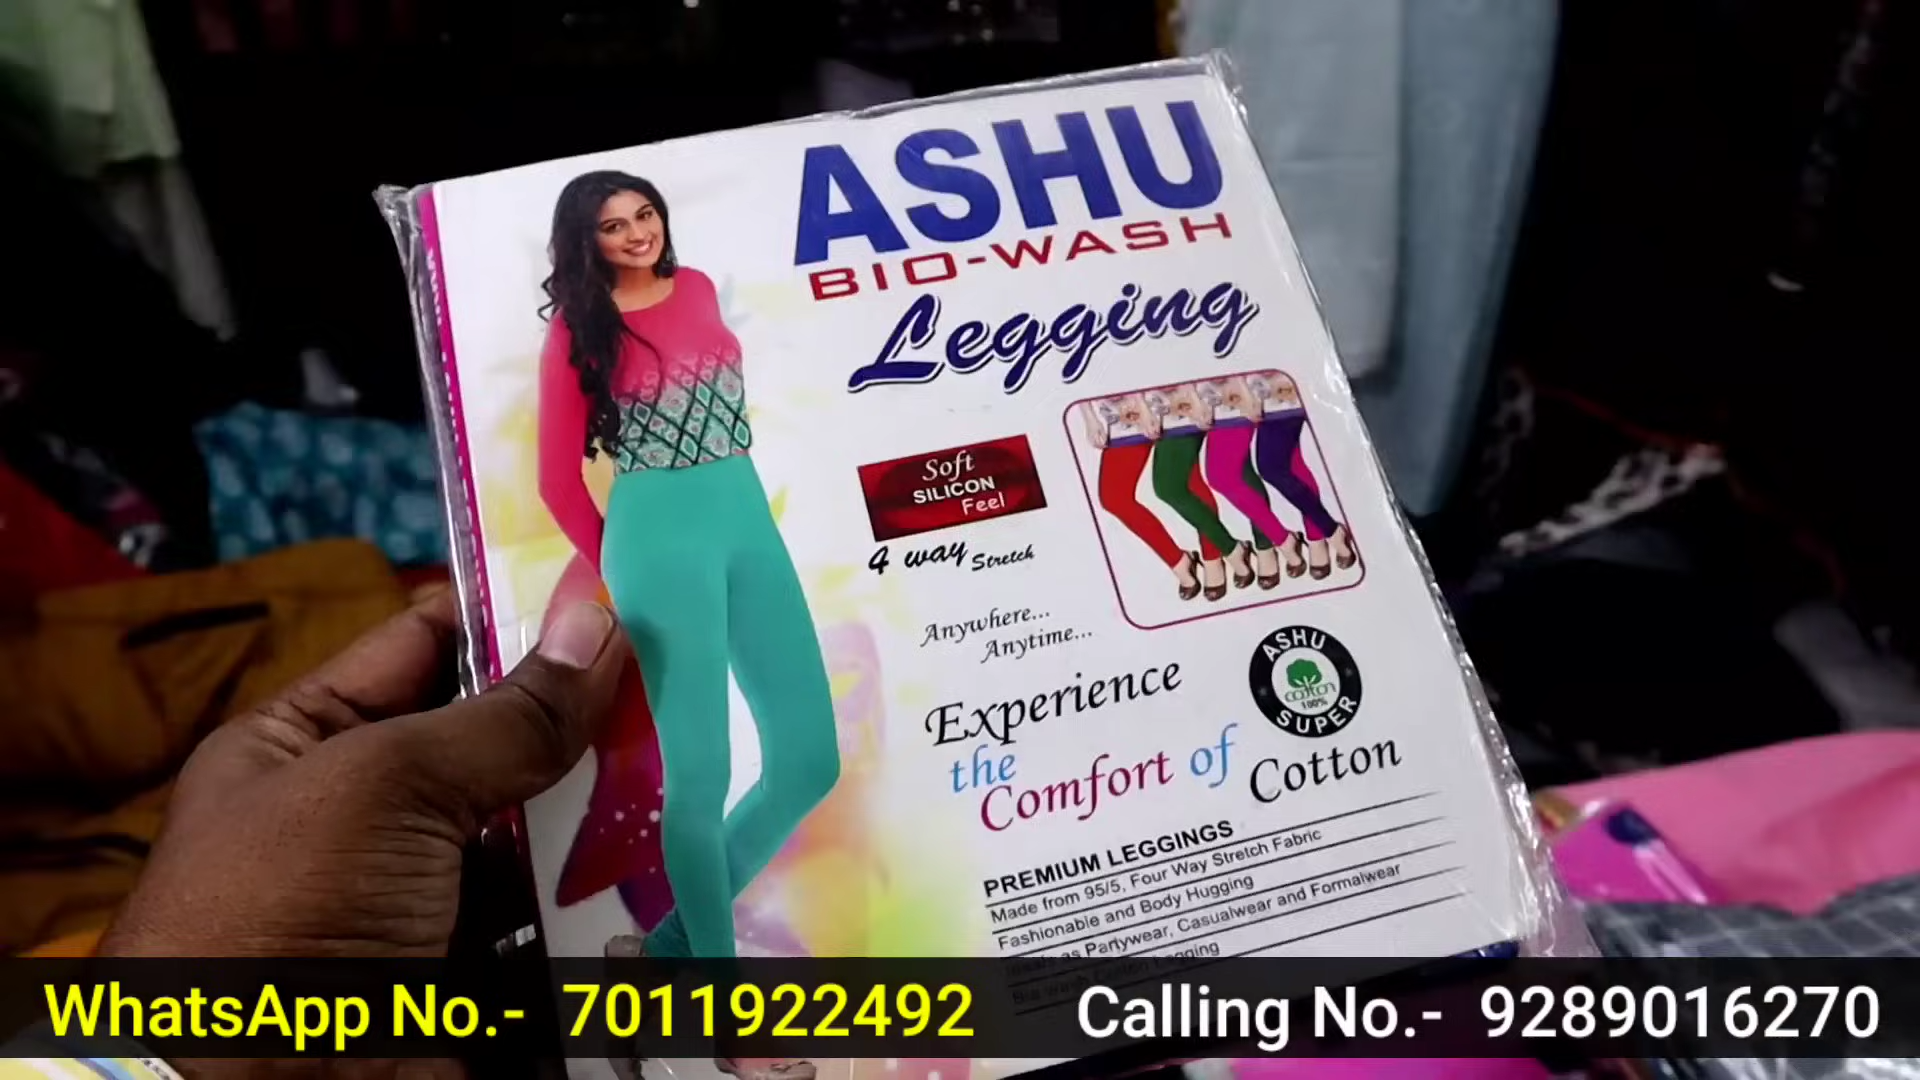 ASHU
BIO-WASH
Legging
Soft
SILICON
Feel
4 way Stretch
Anywhere...
Anytime...
ASHU
cotton
100%
SUPER
Experience
the
Comfort of Cotton
PREMIUM LEGGINGS
Made from 95/5, Four Way Stretch Fabric
Fashionable and Body Hugging
as Partywear, Casualwear and Formalwear
Legging
WhatsApp No.- 7011922492
Calling No.- 9289016270